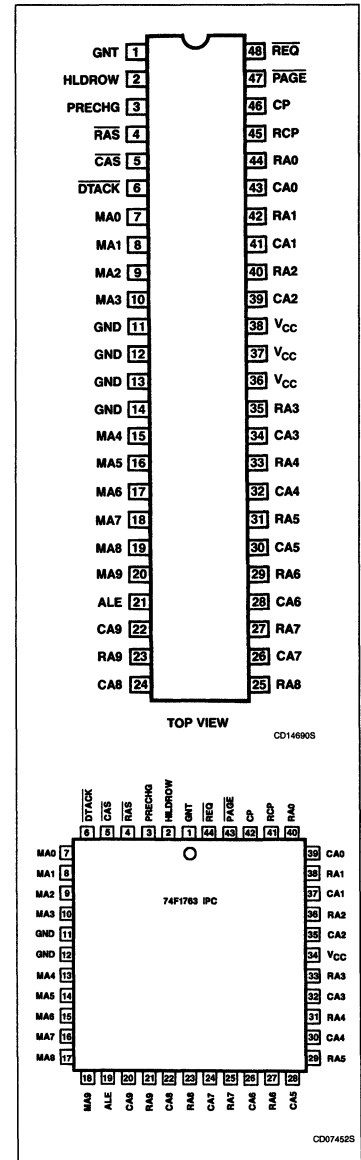 GNT 1 48 REQ
HLDROW 2 47 PAGE
PRECHG 3 46 CP
RAS 4 45 RCP
CAS 5 44 RA0
DTACK 6 43 CA0
MA0 7 42 RA1
MA1 8 41 CA1
MA2 9 40 RA2
MA3 10 39 CA2
GND 11 38 VCC
GND 12 37 VCC
GND 13 36 VCC
GND 14 35 RA3
MA4 15 34 CA3
MA5 16 33 RA4
MA6 17 32 CA4
MA7 18 31 RA5
MA8 19 30 CA5
MA9 20 29 RA6
ALE 21 28 CA6
CA9 22 27 RA7
RA9 23 26 CA7
CA8 24 25 RA8
TOP VIEW
CD14690S
DTACK CAS RAS PRECHG HLDROW GNT REQ PAGE CP RCP RA0
6 5 4 3 2 1 44 43 42 41 40
MA0 7 39 CA0
MA1 8 38 RA1
MA2 9 37 CA1
MA3 10 36 RA2
GND 11 35 CA2
GND 12 34 VCC
MA4 13 33 RA3
MA5 14 32 CA3
MA6 15 31 RA4
MA7 16 30 CA4
MA8 17 29 RA5
74F1763 IPC
18 19 20 21 22 23 24 25 26 27 28
MA9 ALE CA9 RA9 CA8 RA8 CA7 RA7 CA6 RA6 CA5
CD07452S